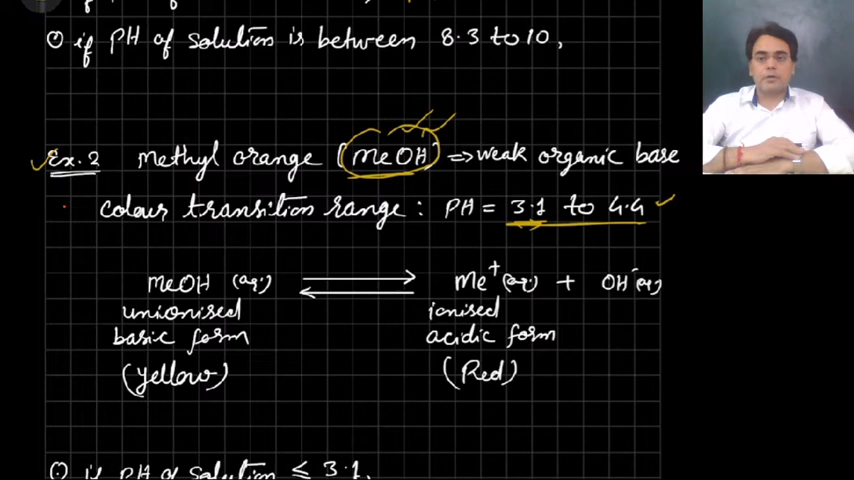 if PH of solution is between 8.3 to 10,
Ex. 2 Methyl orange (MeOH) ⇒ weak organic base
colour transition range: PH = 3.1 to 4.4
MeOH (aq.) ⇌ Me⁺(aq.) + OH⁻(aq)
unionised ionised
basic form acidic form
(Yellow) (Red)
if PH of solution ≤ 3.1,